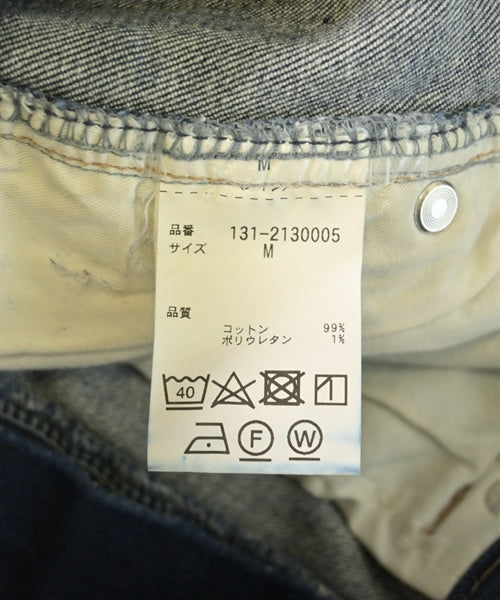 M
品番 131-2130005
サイズ M
品質
コットン 99%
ポリウレタン 1%
40
F W